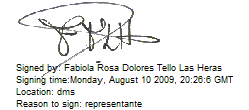 Signed by: Fabiola Rosa Dolores Tello Las Heras
Signing time:Monday, August 10 2009, 20:26:6 GMT
Location: dms
Reason to sign: representante